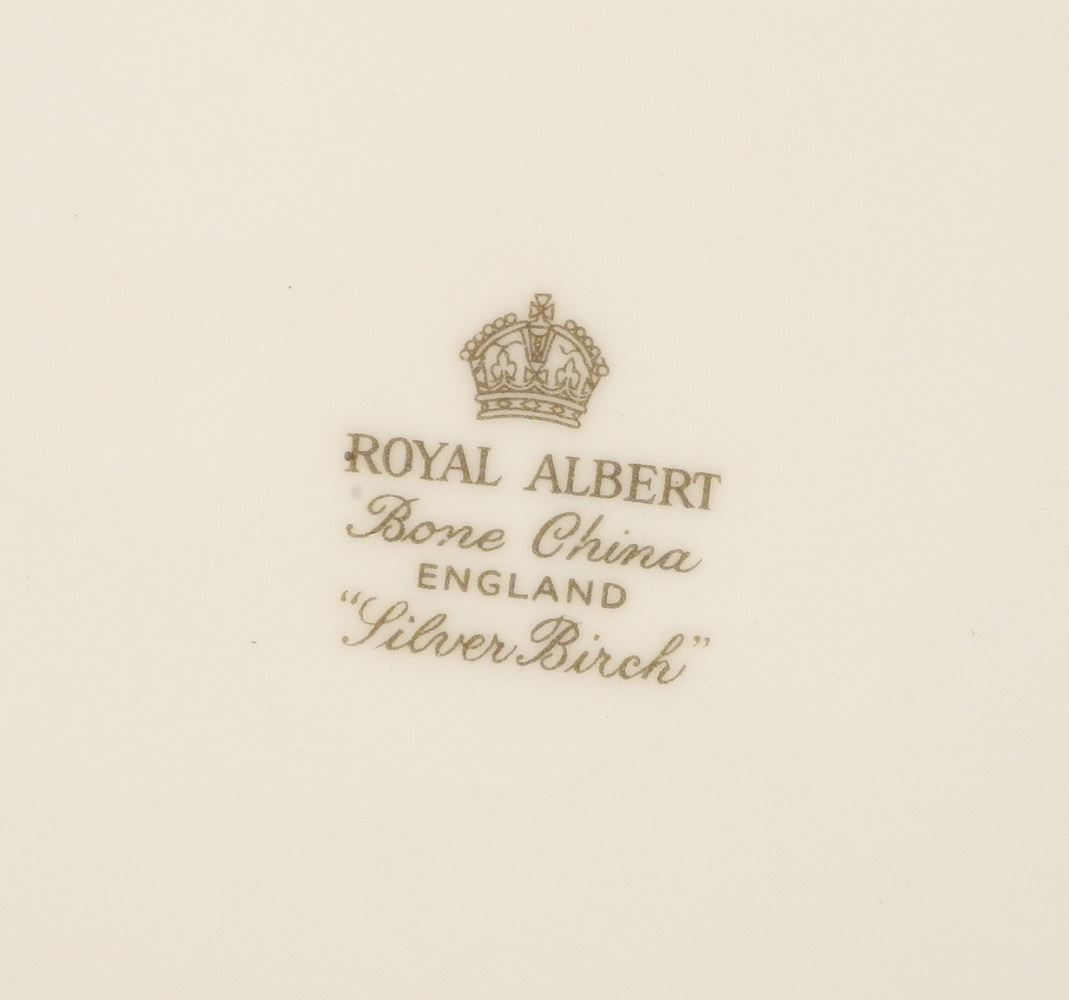 ROYAL ALBERT
Bone China
ENGLAND
“Silver Birch”